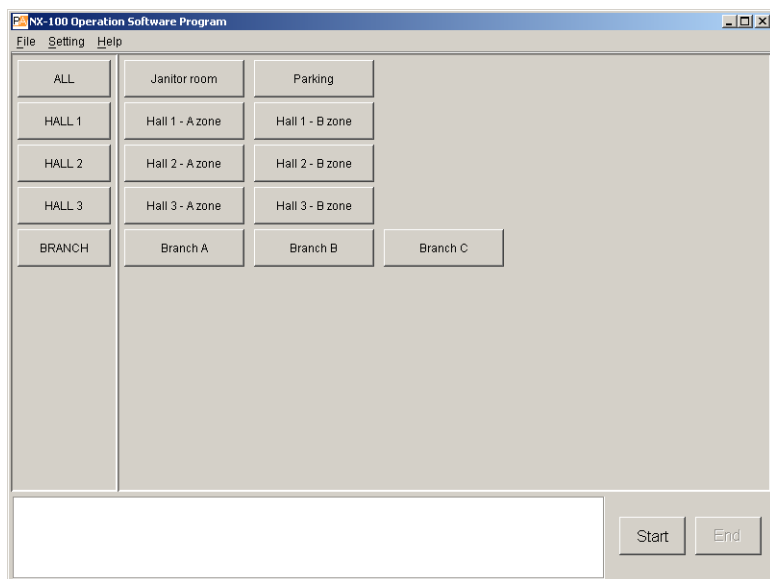 NX-100 Operation Software Program
File Setting Help
ALL Janitor room Parking
HALL 1 Hall 1 - A zone Hall 1 - B zone
HALL 2 Hall 2 - A zone Hall 2 - B zone
HALL 3 Hall 3 - A zone Hall 3 - B zone
BRANCH Branch A Branch B Branch C
Start End